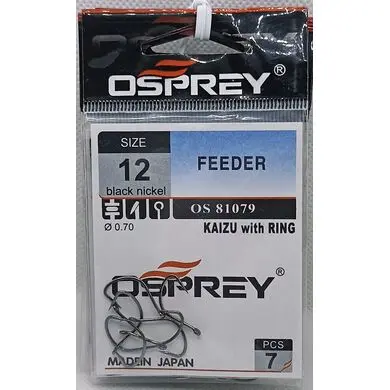 OSPREY®
SIZE
12
black nickel
FEEDER
OS 81079
Ø 0.70
KAIZU with RING
OSPREY®
MADE IN JAPAN
PCS
7